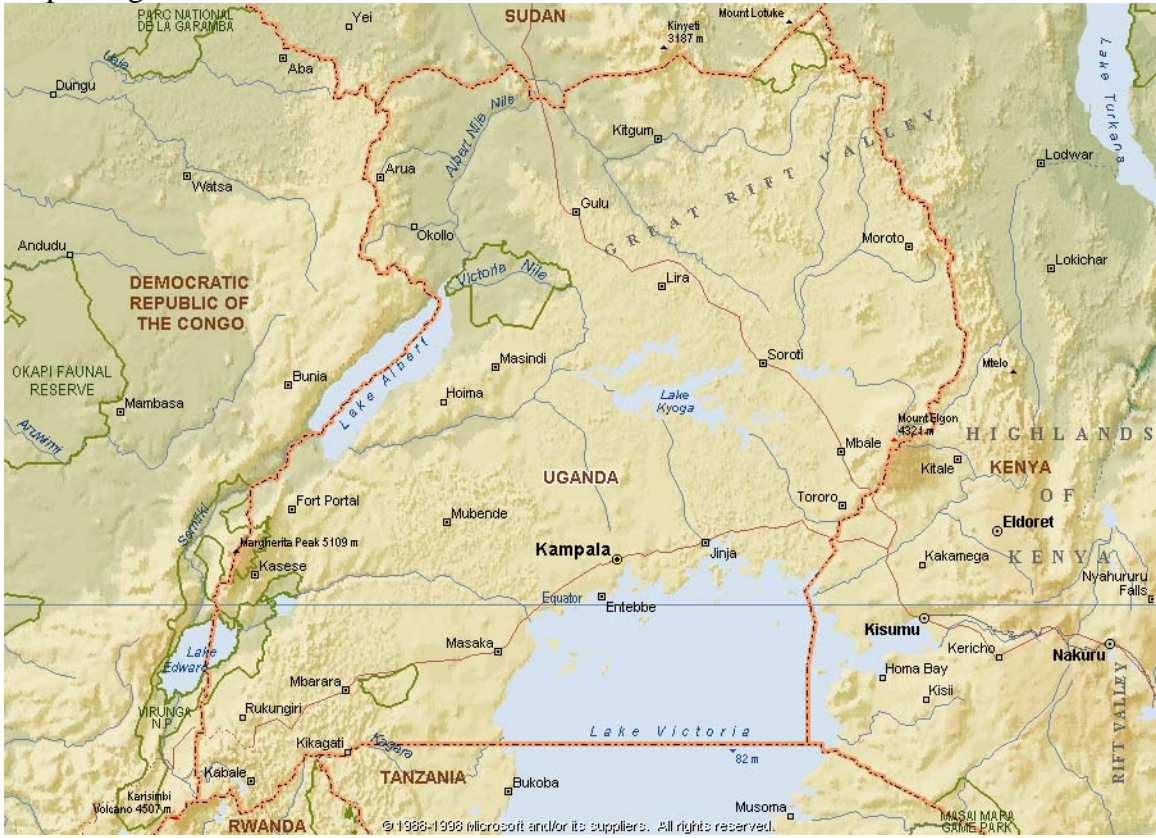 SUDAN
PARC NATIONAL
DE LA GARAMBA
Yei
Kinyeti
3187 m
Mount Lotuke
Lake Turkana
Aba
Uele
Dungu
Nile
Albert Nile
Kitgum
Lodwar
Watsa
Arua
GREAT RIFT VALLEY
Gulu
Okollo
Moroto
Andudu
Victoria Nile
Lokichar
DEMOCRATIC
REPUBLIC OF
THE CONGO
Lira
Masindi
Soroti
OKAPI FAUNAL
RESERVE
Bunia
Lake Albert
Mtelo
Hoima
Lake
Kyoga
Mambasa
Mount Elgon
4321 m
Aruwimi
HIGHLANDS
Mbale
Kitale
KENYA
UGANDA
OF
Fort Portal
Tororo
Semliki
Mubende
Eldoret
Margherita Peak 5109 m
Kampala
Jinja
KENYA
Kakamega
Kasese
Nyahururu
Falls
Equator
Entebbe
Kisumu
Masaka
Lake
Edward
Kericho
Nakuru
Homa Bay
Mbarara
Kisii
VIRUNGA
N.P.
Rukungiri
RIFT VALLEY
Lake Victoria
Kikagati
Kagera
82 m
Kabale
TANZANIA
Bukoba
Karisimbi
Volcano 4507 m
Musoma
RWANDA
MASAI MARA
GAME PARK
© 1988-1998 Microsoft and/or its suppliers. All rights reserved.